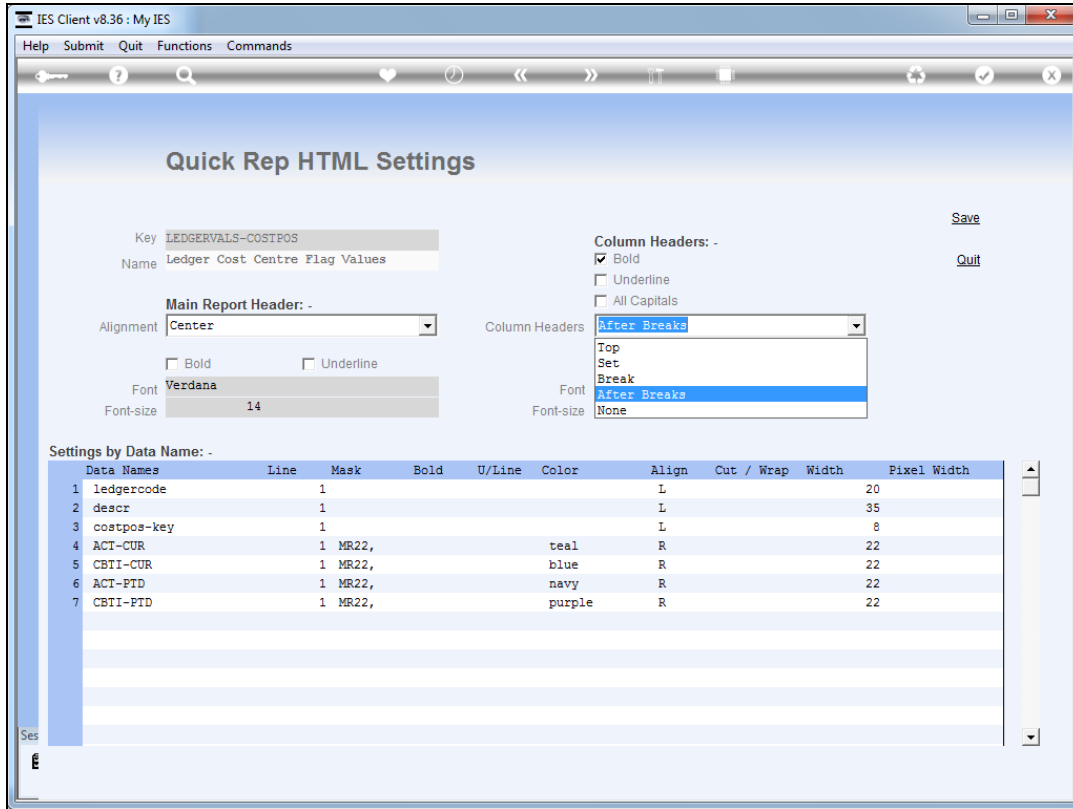 IES Client v8.36 : My IES
Help Submit Quit Functions Commands
Quick Rep HTML Settings
Save
Key LEDGERVALS-COSTPOS
Column Headers: -
Name Ledger Cost Centre Flag Values
Bold
Quit
Underline
Main Report Header: -
All Capitals
Alignment Center
Column Headers After Breaks
Top
Bold Underline
Set
Break
Font Verdana
Font
After Breaks
Font-size 14
Font-size
None
Settings by Data Name: -
Data Names Line Mask Bold U/Line Color Align Cut / Wrap Width Pixel Width
1 ledgercode 1 L 20
2 descr 1 L 35
3 costpos-key 1 L 8
4 ACT-CUR 1 MR22, teal R 22
5 CBTI-CUR 1 MR22, blue R 22
6 ACT-PTD 1 MR22, navy R 22
7 CBTI-PTD 1 MR22, purple R 22
Ses